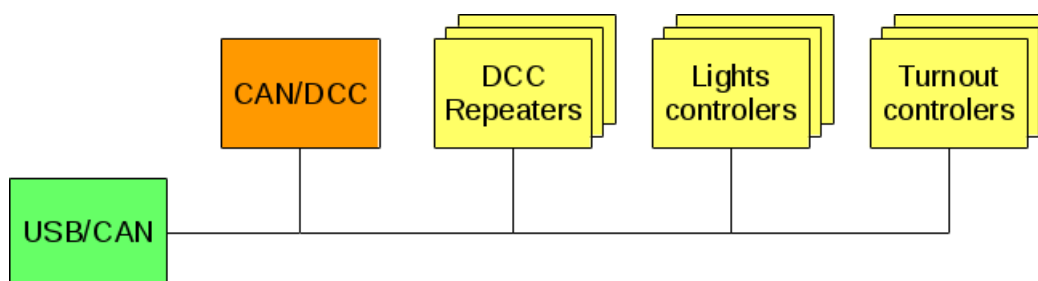 CAN/DCC
DCC
Repeaters
Lights
controlers
Turnout
controlers
USB/CAN